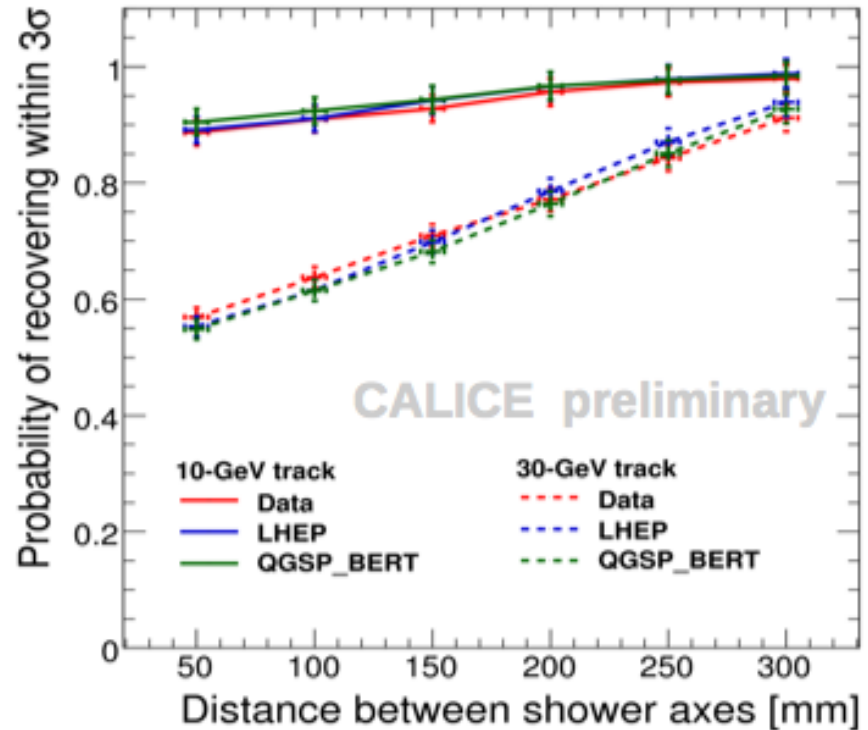 Probability of recovering within 3σ
1
0.8
0.6
0.4
0.2
0
CALICE preliminary
10-GeV track
Data
LHEP
QGSP_BERT
30-GeV track
Data
LHEP
QGSP_BERT
50 100 150 200 250 300
Distance between shower axes [mm]